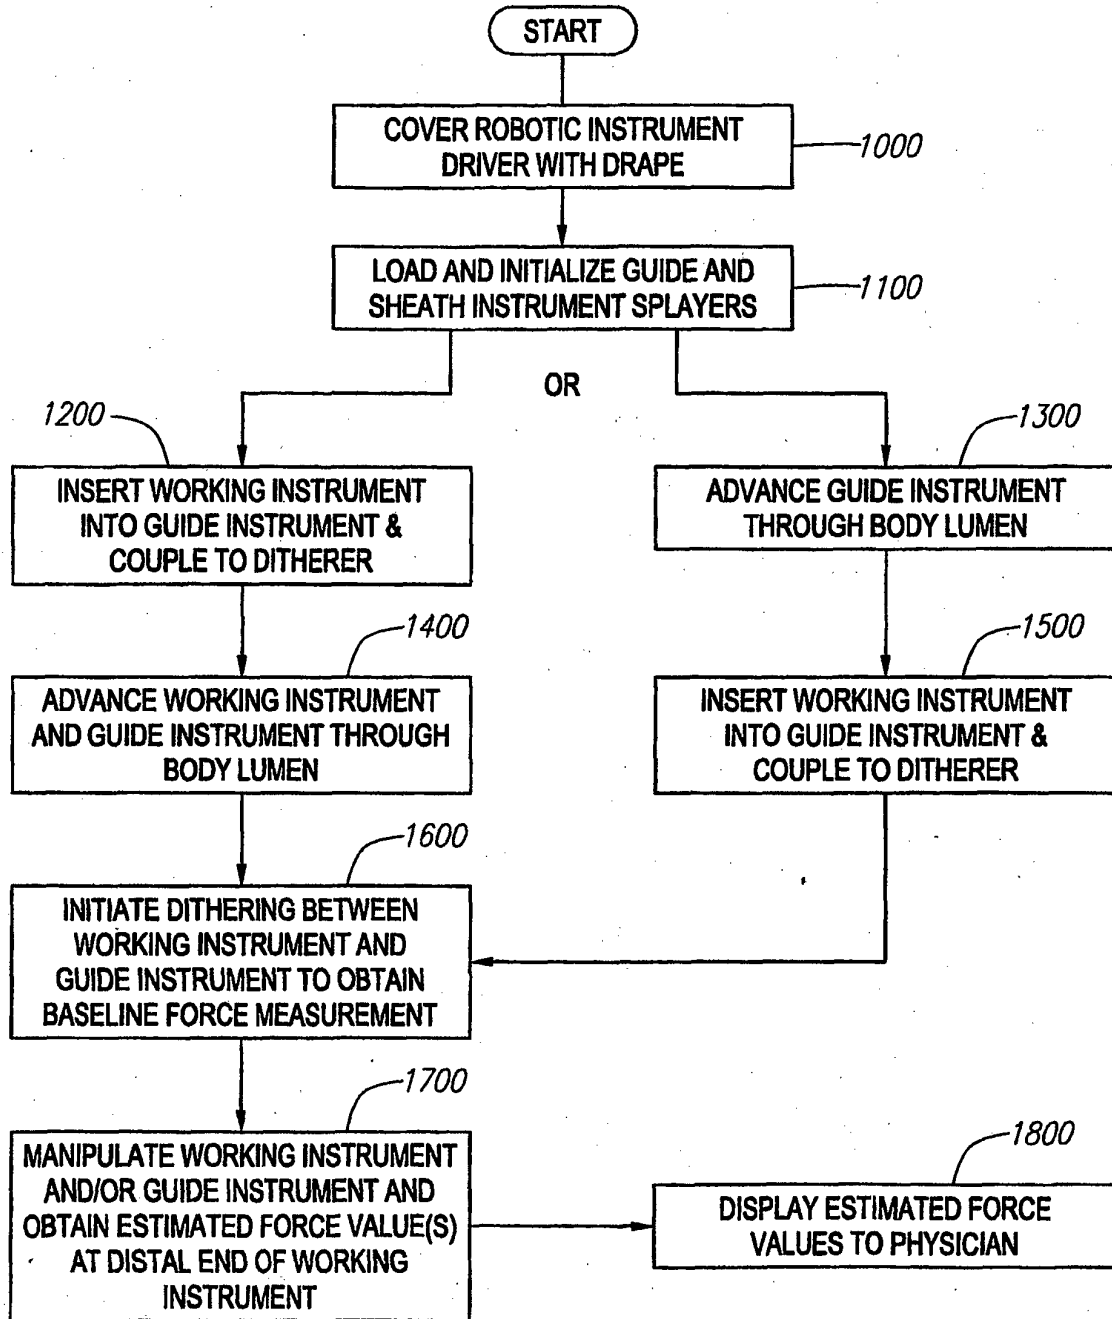 START
COVER ROBOTIC INSTRUMENT
DRIVER WITH DRAPE
1000
LOAD AND INITIALIZE GUIDE AND
SHEATH INSTRUMENT SPLAYERS
1100
OR
1200
INSERT WORKING INSTRUMENT
INTO GUIDE INSTRUMENT &
COUPLE TO DITHERER
1300
ADVANCE GUIDE INSTRUMENT
THROUGH BODY LUMEN
1400
ADVANCE WORKING INSTRUMENT
AND GUIDE INSTRUMENT THROUGH
BODY LUMEN
1500
INSERT WORKING INSTRUMENT
INTO GUIDE INSTRUMENT &
COUPLE TO DITHERER
1600
INITIATE DITHERING BETWEEN
WORKING INSTRUMENT AND
GUIDE INSTRUMENT TO OBTAIN
BASELINE FORCE MEASUREMENT
1700
MANIPULATE WORKING INSTRUMENT
AND/OR GUIDE INSTRUMENT AND
OBTAIN ESTIMATED FORCE VALUE(S)
AT DISTAL END OF WORKING
INSTRUMENT
1800
DISPLAY ESTIMATED FORCE
VALUES TO PHYSICIAN